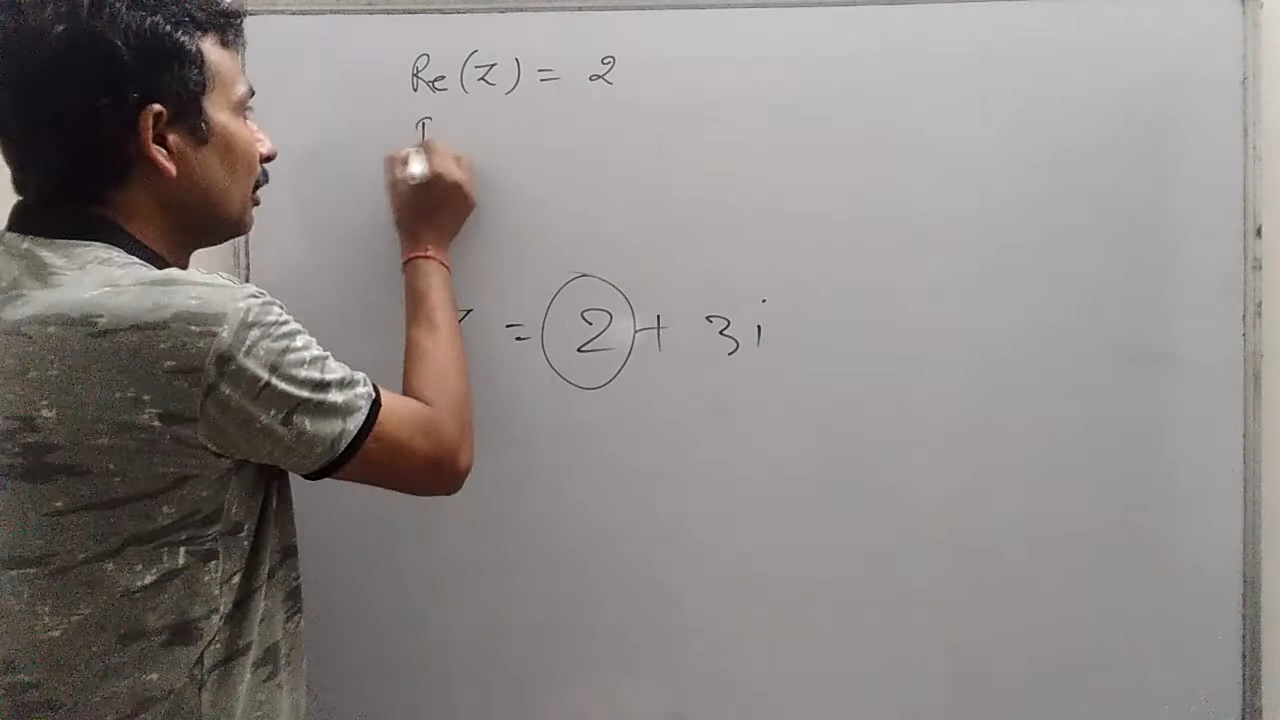 Re(z) = 2
I
z = 2 + 3i